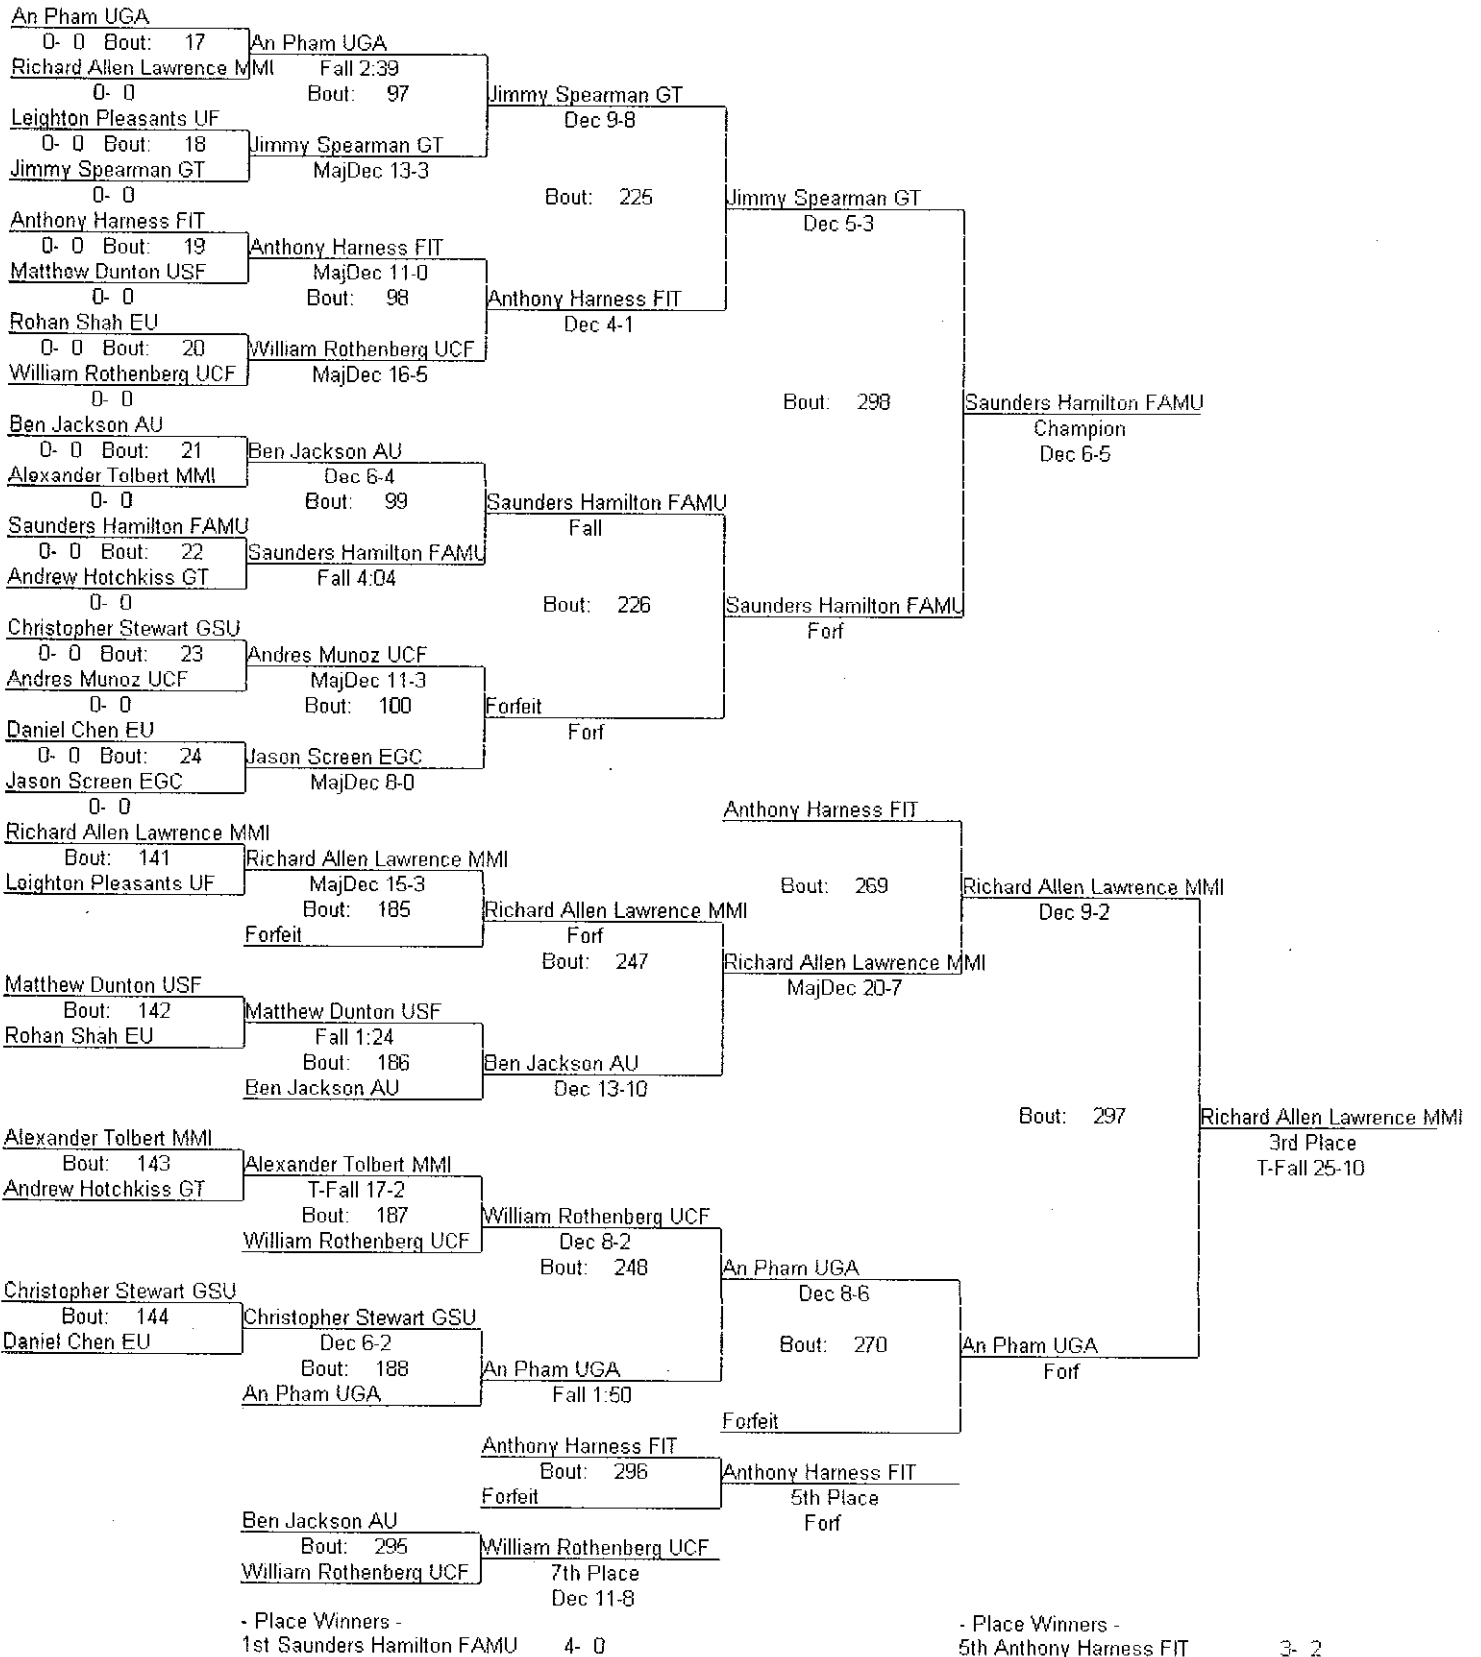 An Pham UGA
0- 0 Bout: 17 An Pham UGA
Richard Allen Lawrence MMI Fall 2:39
0- 0 Bout: 97 Jimmy Spearman GT
Leighton Pleasants UF Dec 9-8
0- 0 Bout: 18 Jimmy Spearman GT
Jimmy Spearman GT MajDec 13-3
0- 0 Bout: 225 Jimmy Spearman GT
Anthony Harness FIT Dec 5-3
0- 0 Bout: 19 Anthony Harness FIT
Matthew Dunton USF MajDec 11-0
0- 0 Bout: 98 Anthony Harness FIT
Rohan Shah EU Dec 4-1
0- 0 Bout: 20 William Rothenberg UCF
William Rothenberg UCF MajDec 16-5
0- 0 Bout: 298 Saunders Hamilton FAMU
Ben Jackson AU Champion
0- 0 Bout: 21 Ben Jackson AU Dec 6-5
Alexander Tolbert MMI Dec 6-4
0- 0 Bout: 99 Saunders Hamilton FAMU
Saunders Hamilton FAMU Fall
0- 0 Bout: 22 Saunders Hamilton FAMU
Andrew Hotchkiss GT Fall 4:04
0- 0 Bout: 226 Saunders Hamilton FAMU
Christopher Stewart GSU Forf
0- 0 Bout: 23 Andres Munoz UCF
Andres Munoz UCF MajDec 11-3
0- 0 Bout: 100 Forfeit
Daniel Chen EU Forf
0- 0 Bout: 24 Jason Screen EGC
Jason Screen EGC MajDec 8-0
0- 0 Anthony Harness FIT
Richard Allen Lawrence MMI
Bout: 141 Richard Allen Lawrence MMI
Leighton Pleasants UF MajDec 15-3 Bout: 269 Richard Allen Lawrence MMI
Bout: 185 Richard Allen Lawrence MMI Dec 9-2
Forfeit Forf
Bout: 247 Richard Allen Lawrence MMI
Matthew Dunton USF MajDec 20-7
Bout: 142 Matthew Dunton USF
Rohan Shah EU Fall 1:24
Bout: 186 Ben Jackson AU
Ben Jackson AU Dec 13-10
Bout: 297 Richard Allen Lawrence MMI
Alexander Tolbert MMI 3rd Place
Bout: 143 Alexander Tolbert MMI T-Fall 25-10
Andrew Hotchkiss GT T-Fall 17-2
Bout: 187 William Rothenberg UCF
William Rothenberg UCF Dec 8-2
Bout: 248 An Pham UGA
Christopher Stewart GSU Dec 8-6
Bout: 144 Christopher Stewart GSU
Daniel Chen EU Dec 6-2 Bout: 270 An Pham UGA
Bout: 188 An Pham UGA Forf
An Pham UGA Fall 1:50
Forfeit
Anthony Harness FIT
Bout: 296 Anthony Harness FIT
Forfeit 5th Place
Ben Jackson AU Forf
Bout: 295 William Rothenberg UCF
William Rothenberg UCF 7th Place
Dec 11-8
- Place Winners - - Place Winners -
1st Saunders Hamilton FAMU 4- 0 5th Anthony Harness FIT 3- 2